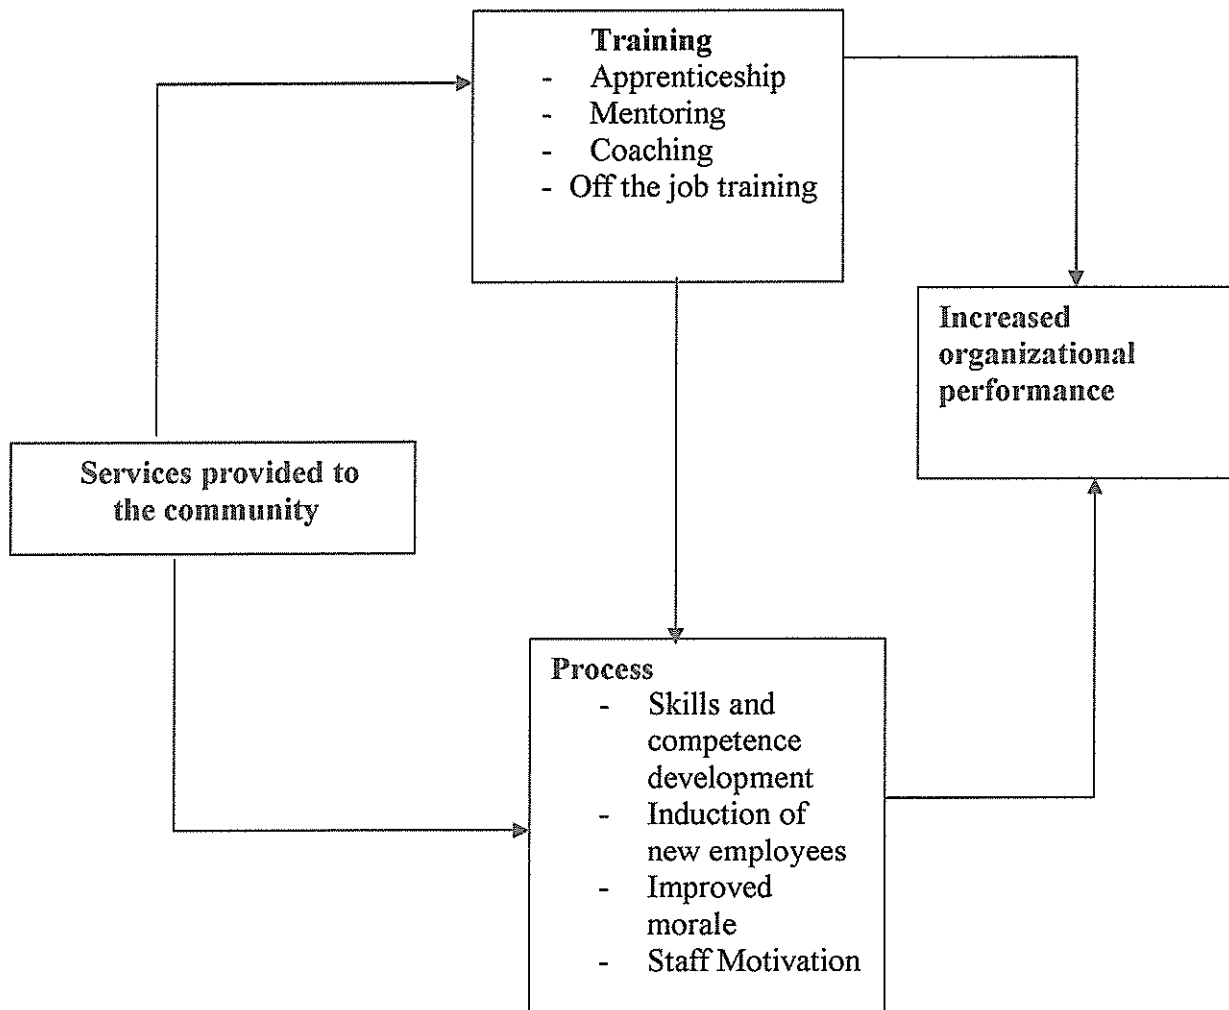 Training
- Apprenticeship
- Mentoring
- Coaching
- Off the job training
Increased
organizational
performance
Services provided to
the community
Process
- Skills and
competence
development
- Induction of
new employees
- Improved
morale
- Staff Motivation